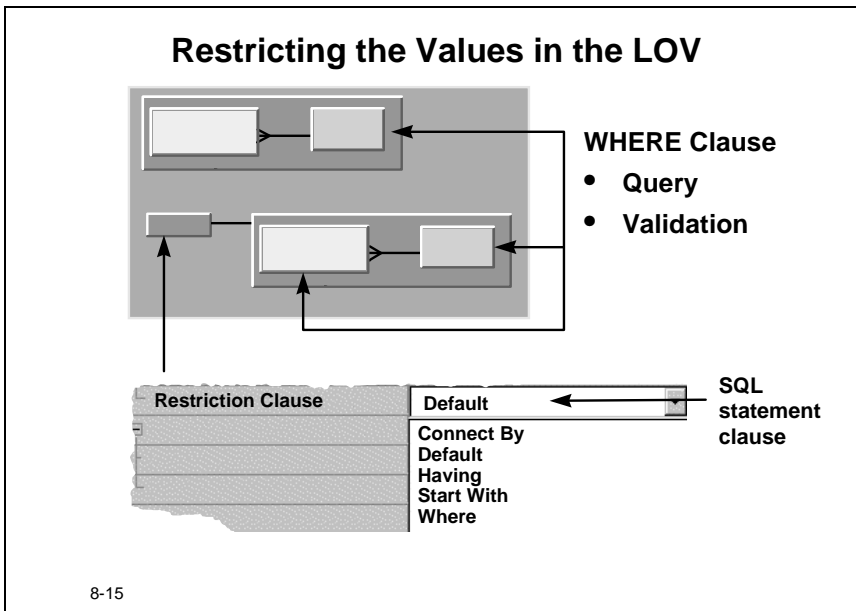 Restricting the Values in the LOV
WHERE Clause
• Query
• Validation
Restriction Clause
Default
SQL
statement
clause
Connect By
Default
Having
Start With
Where
8-15